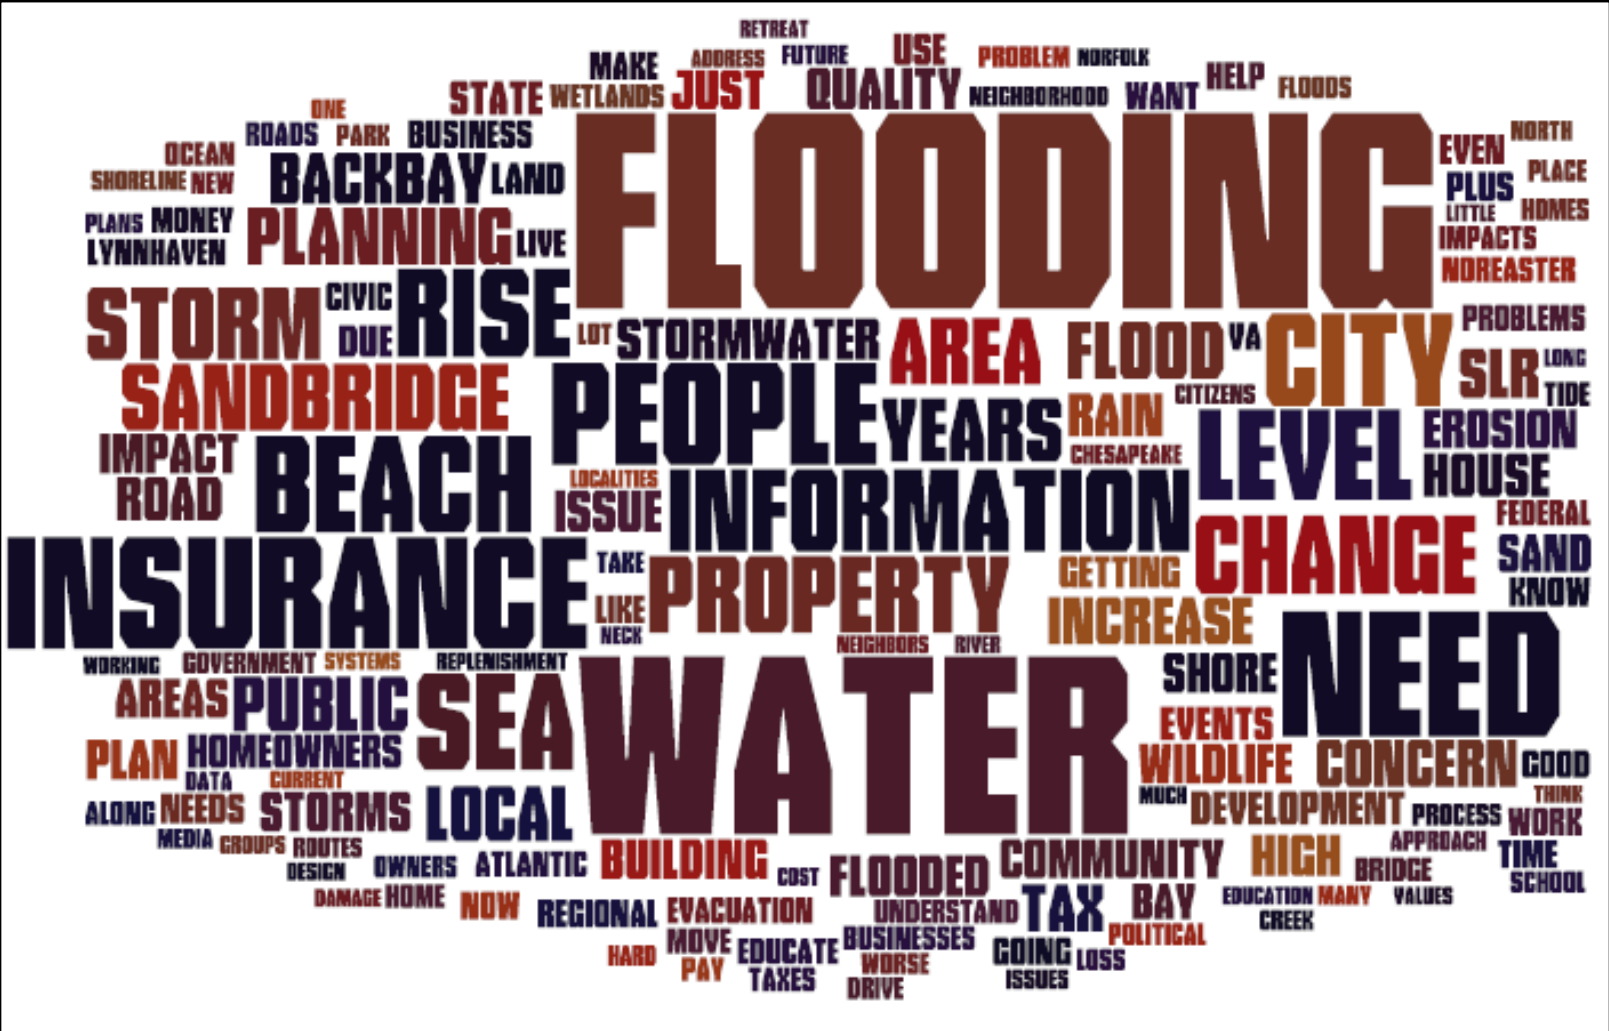 RETREAT
MAKE ADDRESS FUTURE USE PROBLEM NORFOLK
STATE WETLANDS JUST QUALITY NEIGHBORHOOD WANT HELP FLOODS
ONE
ROADS PARK BUSINESS
FLOODING
OCEAN
SHORELINE NEW
BACKBAY LAND
EVEN NORTH
PLUS PLACE
LITTLE HOMES
IMPACTS
NOREASTER
PLANS MONEY
LYNNHAVEN
PLANNING LIVE
STORM CIVIC RISE
DUE
LOT STORMWATER AREA FLOOD VA CITY PROBLEMS
SLR LONG
TIDE
SANDBRIDGE PEOPLE YEARS RAIN CITIZENS
CHESAPEAKE
LEVEL EROSION
HOUSE
IMPACT
ROAD
BEACH LOCALITIES
ISSUE INFORMATION
CHANGE FEDERAL
SAND
KNOW
INSURANCE TAKE PROPERTY GETTING
LIKE INCREASE
NECK NEIGHBORS RIVER
NEED
WORKING GOVERNMENT SYSTEMS REPLENISHMENT
AREAS PUBLIC SEA WATER SHORE
EVENTS
PLAN HOMEOWNERS WILDLIFE CONCERN GOOD
DATA CURRENT
ALONG NEEDS STORMS LOCAL MUCH DEVELOPMENT THINK
PROCESS WORK
MEDIA GROUPS ROUTES
APPROACH
DESIGN OWNERS ATLANTIC BUILDING COST FLOODED COMMUNITY HIGH BRIDGE TIME
SCHOOL
DAMAGE HOME NOW REGIONAL EVACUATION UNDERSTAND TAX BAY EDUCATION MANY VALUES
CREEK
HARD MOVE EDUCATE BUSINESSES GOING POLITICAL
PAY TAXES WORSE ISSUES LOSS
DRIVE